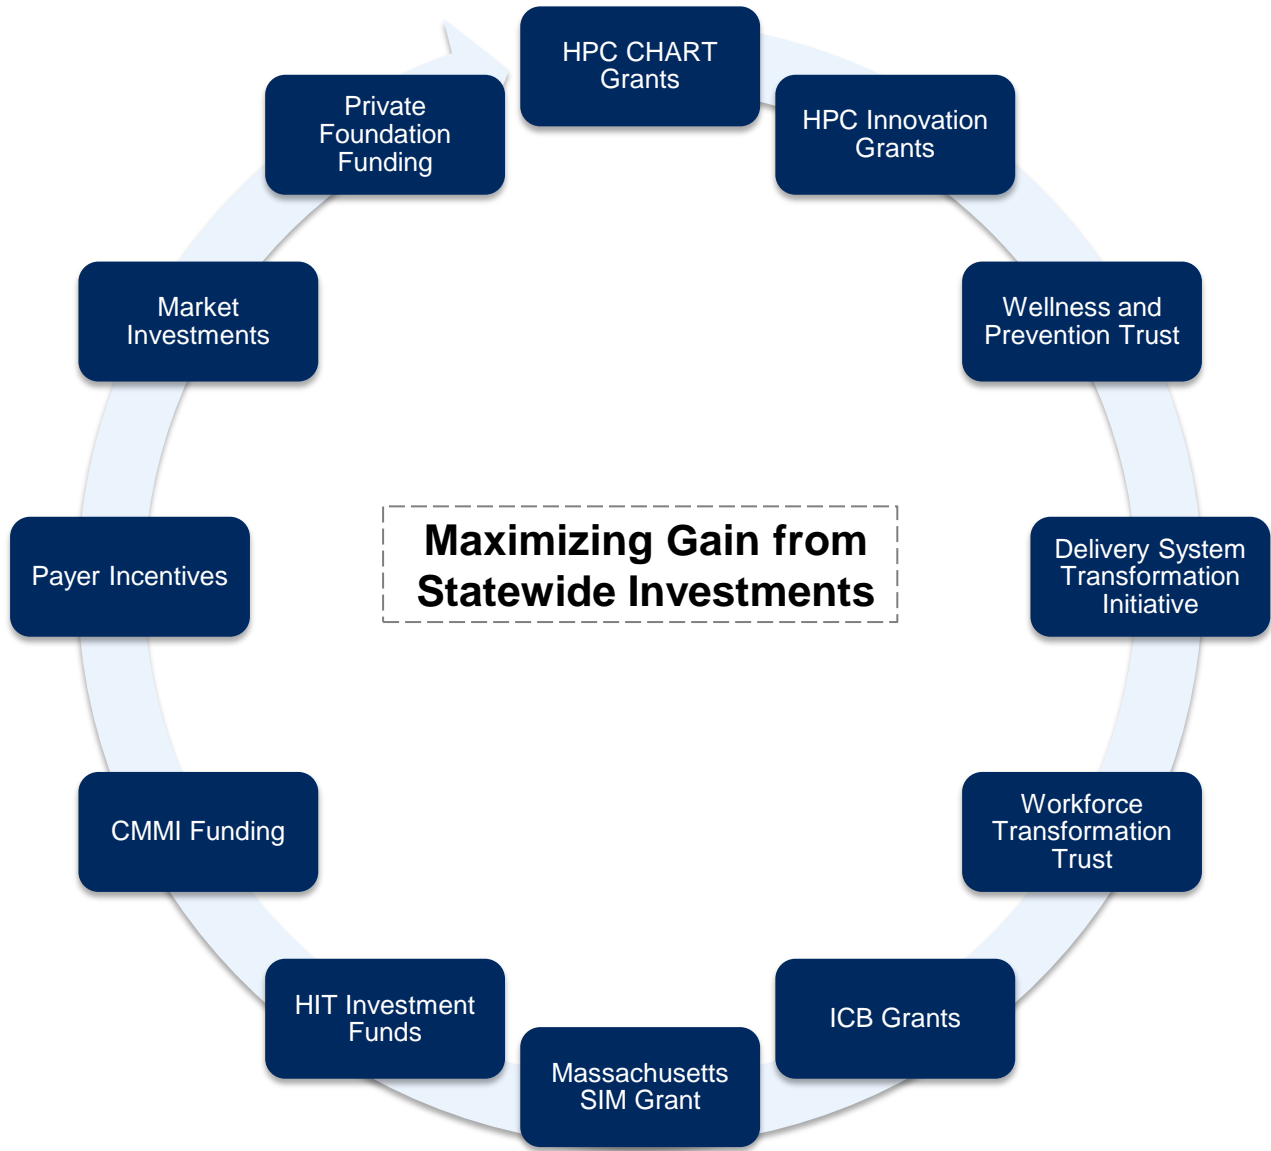 HPC CHART
Grants
HPC Innovation
Grants
Wellness and
Prevention Trust
Delivery System
Transformation
Initiative
Workforce
Transformation
Trust
ICB Grants
Massachusetts
SIM Grant
HIT Investment
Funds
CMMI Funding
Payer Incentives
Market
Investments
Private
Foundation
Funding
Maximizing Gain from
Statewide Investments